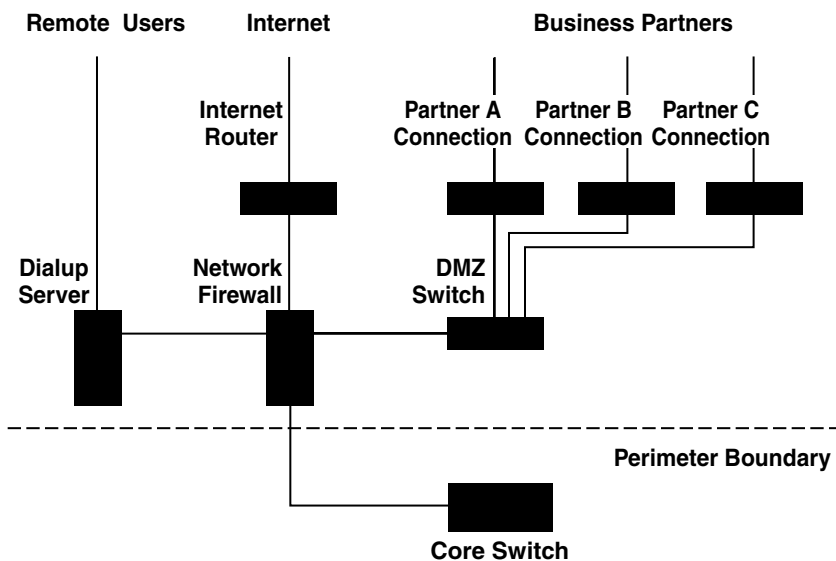 Remote Users
Internet
Business Partners
Internet
Router
Partner A
Connection
Partner B
Connection
Partner C
Connection
Dialup
Server
Network
Firewall
DMZ
Switch
Perimeter Boundary
Core Switch